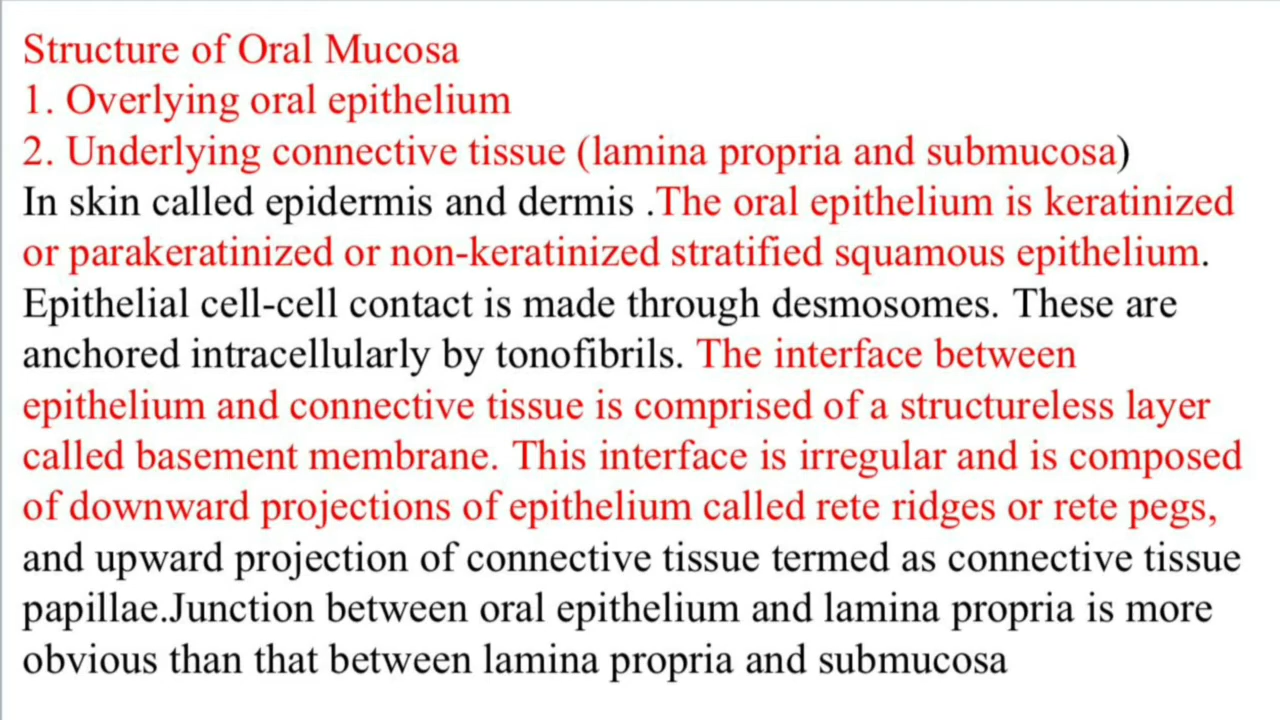 Structure of Oral Mucosa
1. Overlying oral epithelium
2. Underlying connective tissue (lamina propria and submucosa)
In skin called epidermis and dermis .The oral epithelium is keratinized
or parakeratinized or non-keratinized stratified squamous epithelium.
Epithelial cell-cell contact is made through desmosomes. These are
anchored intracellularly by tonofibrils. The interface between
epithelium and connective tissue is comprised of a structureless layer
called basement membrane. This interface is irregular and is composed
of downward projections of epithelium called rete ridges or rete pegs,
and upward projection of connective tissue termed as connective tissue
papillae.Junction between oral epithelium and lamina propria is more
obvious than that between lamina propria and submucosa